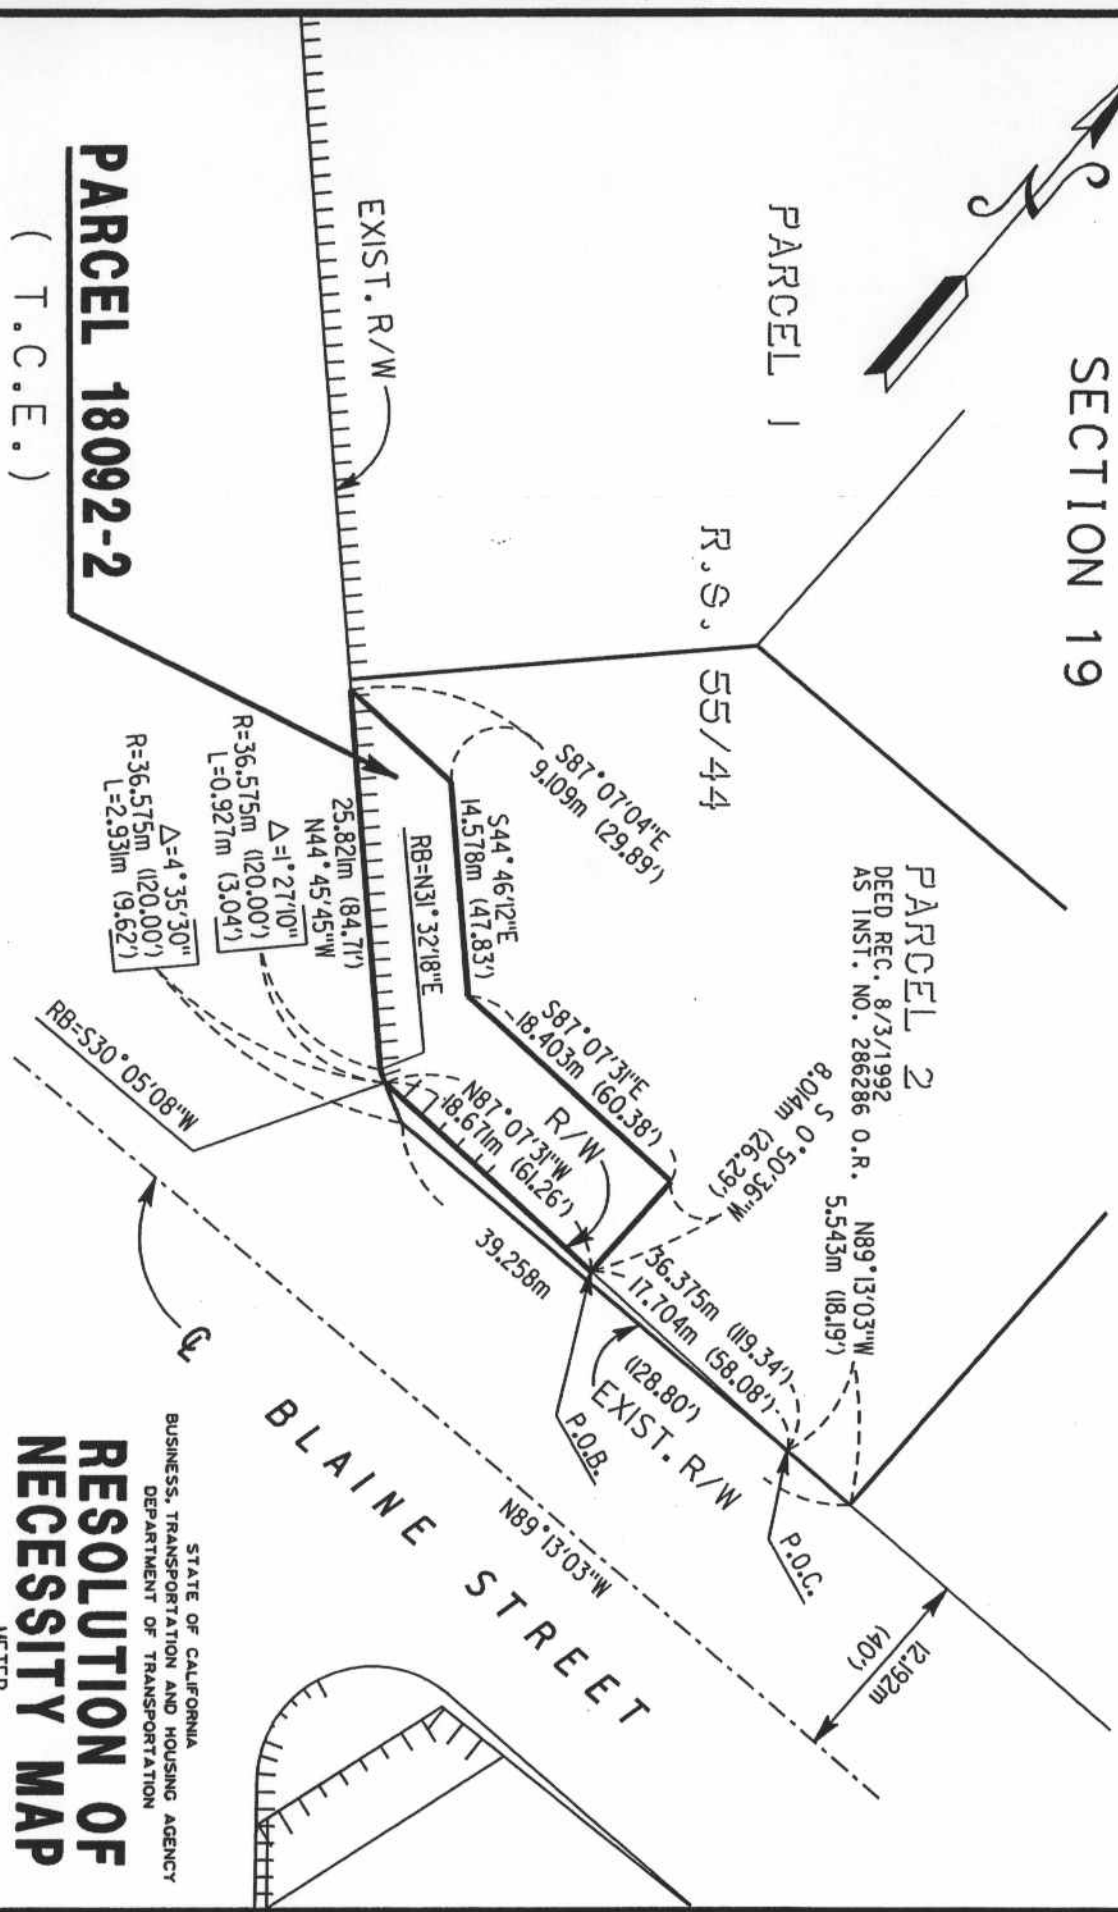 SECTION 19
PARCEL 1
R.S. 55/44
PARCEL 2
DEED REC. 8/3/1992
AS INST. NO. 286286 O.R.
EXIST. R/W
PARCEL 18092-2
( T.C.E.)
S87°07'04"E
9.109m (29.89')
S44°46'12"E
14.578m (47.83')
S87°07'31"E
18.403m (60.38')
S 0°50'36"W
8.014m (26.29')
N89°13'03"W
5.543m (18.19')
36.375m (119.34')
17.704m (58.08')
RB=N31°32'18"E
25.821m (84.71')
N44°45'45"W
Δ=1°27'10"
R=36.575m (120.00')
L=0.927m (3.04')
Δ=4°35'30"
R=36.575m (120.00')
L=2.931m (9.62')
RB=S30°05'08"W
N87°07'31"W
18.671m (61.26')
R/W
39.258m
(128.80')
EXIST. R/W
P.O.B.
P.O.C.
12.192m
(40')
N89°13'03"W
℄ BLAINE STREET
STATE OF CALIFORNIA
BUSINESS, TRANSPORTATION AND HOUSING AGENCY
DEPARTMENT OF TRANSPORTATION
RESOLUTION OF
NECESSITY MAP